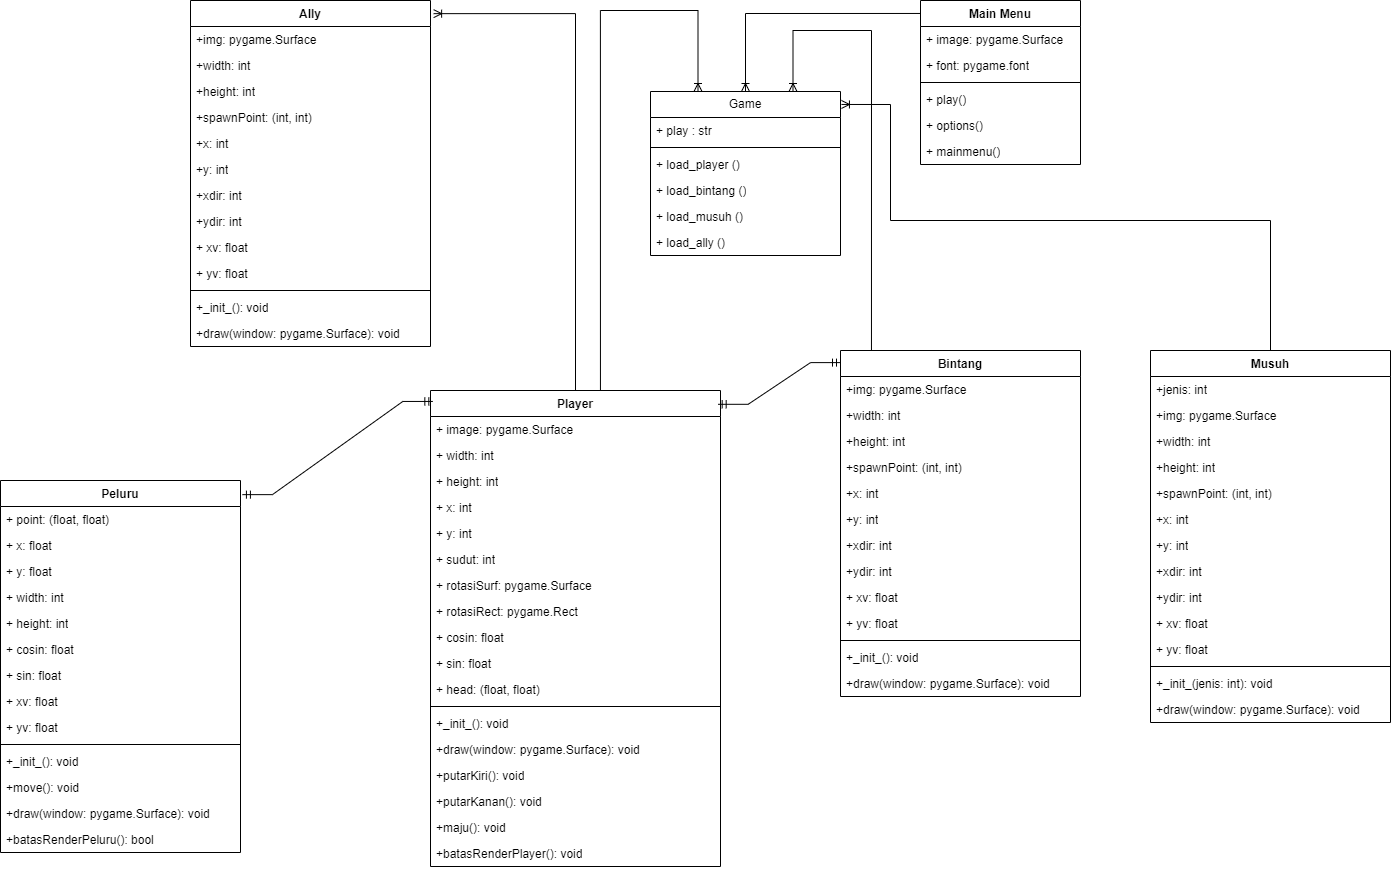 Ally
+img: pygame.Surface
+width: int
+height: int
+spawnPoint: (int, int)
+x: int
+y: int
+xdir: int
+ydir: int
+ xv: float
+ yv: float
+_init_(): void
+draw(window: pygame.Surface): void
Game
+ play : str
+ load_player ()
+ load_bintang ()
+ load_musuh ()
+ load_ally ()
Main Menu
+ image: pygame.Surface
+ font: pygame.font
+ play()
+ options()
+ mainmenu()
Peluru
+ point: (float, float)
+ x: float
+ y: float
+ width: int
+ height: int
+ cosin: float
+ sin: float
+ xv: float
+ yv: float
+_init_(): void
+move(): void
+draw(window: pygame.Surface): void
+batasRenderPeluru(): bool
Player
+ image: pygame.Surface
+ width: int
+ height: int
+ x: int
+ y: int
+ sudut: int
+ rotasiSurf: pygame.Surface
+ rotasiRect: pygame.Rect
+ cosin: float
+ sin: float
+ head: (float, float)
+_init_(): void
+draw(window: pygame.Surface): void
+putarKiri(): void
+putarKanan(): void
+maju(): void
+batasRenderPlayer(): void
Bintang
+img: pygame.Surface
+width: int
+height: int
+spawnPoint: (int, int)
+x: int
+y: int
+xdir: int
+ydir: int
+ xv: float
+ yv: float
+_init_(): void
+draw(window: pygame.Surface): void
Musuh
+jenis: int
+img: pygame.Surface
+width: int
+height: int
+spawnPoint: (int, int)
+x: int
+y: int
+xdir: int
+ydir: int
+ xv: float
+ yv: float
+_init_(jenis: int): void
+draw(window: pygame.Surface): void